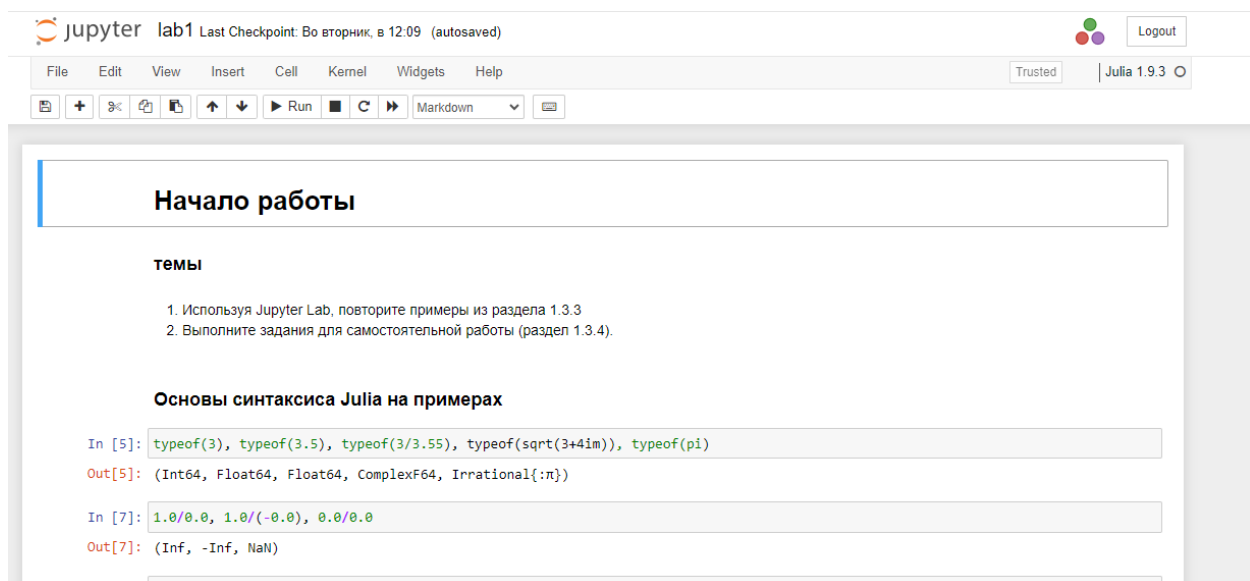 jupyter lab1 Last Checkpoint: Во вторник, в 12:09 (autosaved) Logout
File Edit View Insert Cell Kernel Widgets Help Trusted Julia 1.9.3
Run Markdown
Начало работы
темы
1. Используя Jupyter Lab, повторите примеры из раздела 1.3.3
2. Выполните задания для самостоятельной работы (раздел 1.3.4).
Основы синтаксиса Julia на примерах
In [5]: typeof(3), typeof(3.5), typeof(3/3.55), typeof(sqrt(3+4im)), typeof(pi)
Out[5]: (Int64, Float64, Float64, ComplexF64, Irrational{:π})
In [7]: 1.0/0.0, 1.0/(-0.0), 0.0/0.0
Out[7]: (Inf, -Inf, NaN)